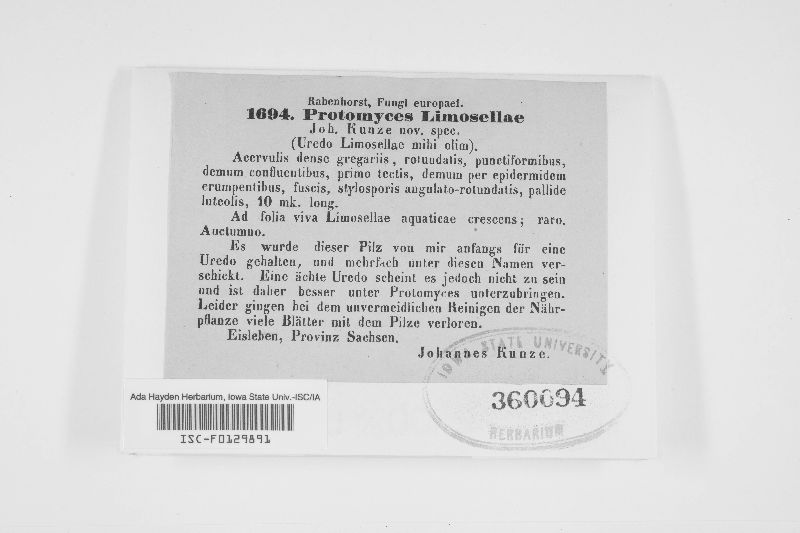 Rabenhorst, Fungi europaei.
1694. Protomyces Limosellae
Joh. Kunze nov. spec.
(Uredo Limosellae mihi olim).
Acervulis dense gregariis, rotundatis, punctiformibus,
demum confluentibus, primo tectis, demum per epidermidem
erumpentibus, fuscis, stylosporis angulato-rotundatis, pallide
luteolis, 10 mk. long.
Ad folia viva Limosellae aquaticae crescens; raro.
Auctumno.
Es wurde dieser Pilz von mir anfangs für eine
Uredo gehalten, und mehrfach unter diesen Namen ver-
schickt. Eine ächte Uredo scheint es jedoch nicht zu sein
und ist daher besser unter Protomyces unterzubringen.
Leider gingen bei dem unvermeidlichen Reinigen der Nähr-
pflanze viele Blätter mit dem Pilze verloren.
Eisleben, Provinz Sachsen.
Johannes Kunze.
IOWA STATE UNIVERSITY
360094
HERBARIUM
Ada Hayden Herbarium, Iowa State Univ.-ISC/IA
ISC-F0129891